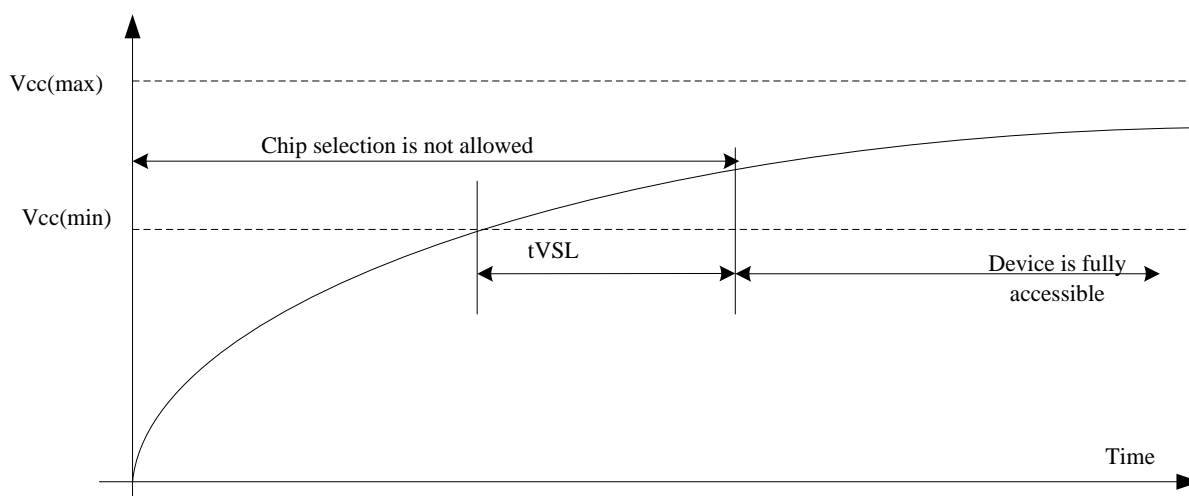 Vcc(max)
Chip selection is not allowed
Vcc(min)
tVSL
Device is fully
accessible
Time